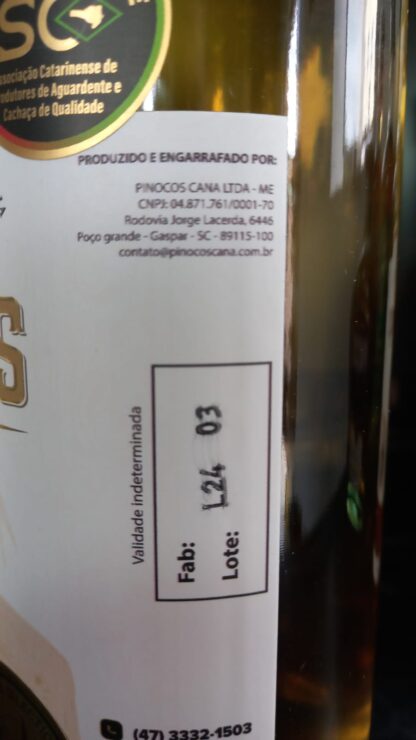 SC
Associação Catarinense de
Produtores de Aguardente e
Cachaça de Qualidade
PRODUZIDO E ENGARRAFADO POR:
PINOCOS CANA LTDA - ME
CNPJ: 04.871.761/0001-70
Rodovia Jorge Lacerda, 6446
Poço grande - Gaspar - SC - 89115-100
contato@pinocoscana.com.br
S
Validade indeterminada
Fab:
L24 03
Lote:
(47) 3332-1503